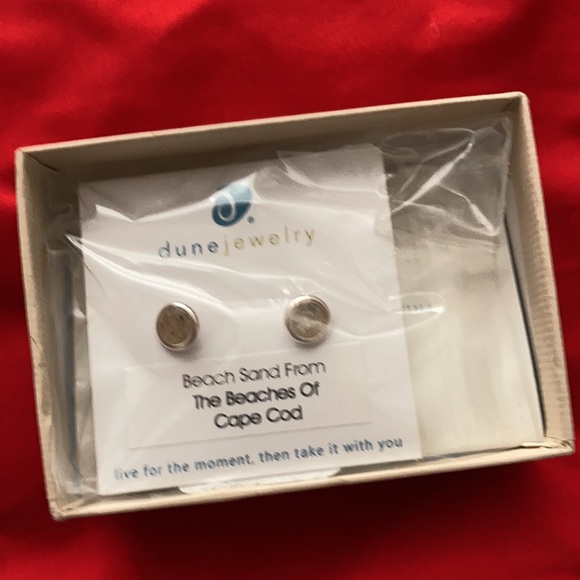 dunejewelry
Beach Sand From
The Beaches Of
Cape Cod
live for the moment, then take it with you